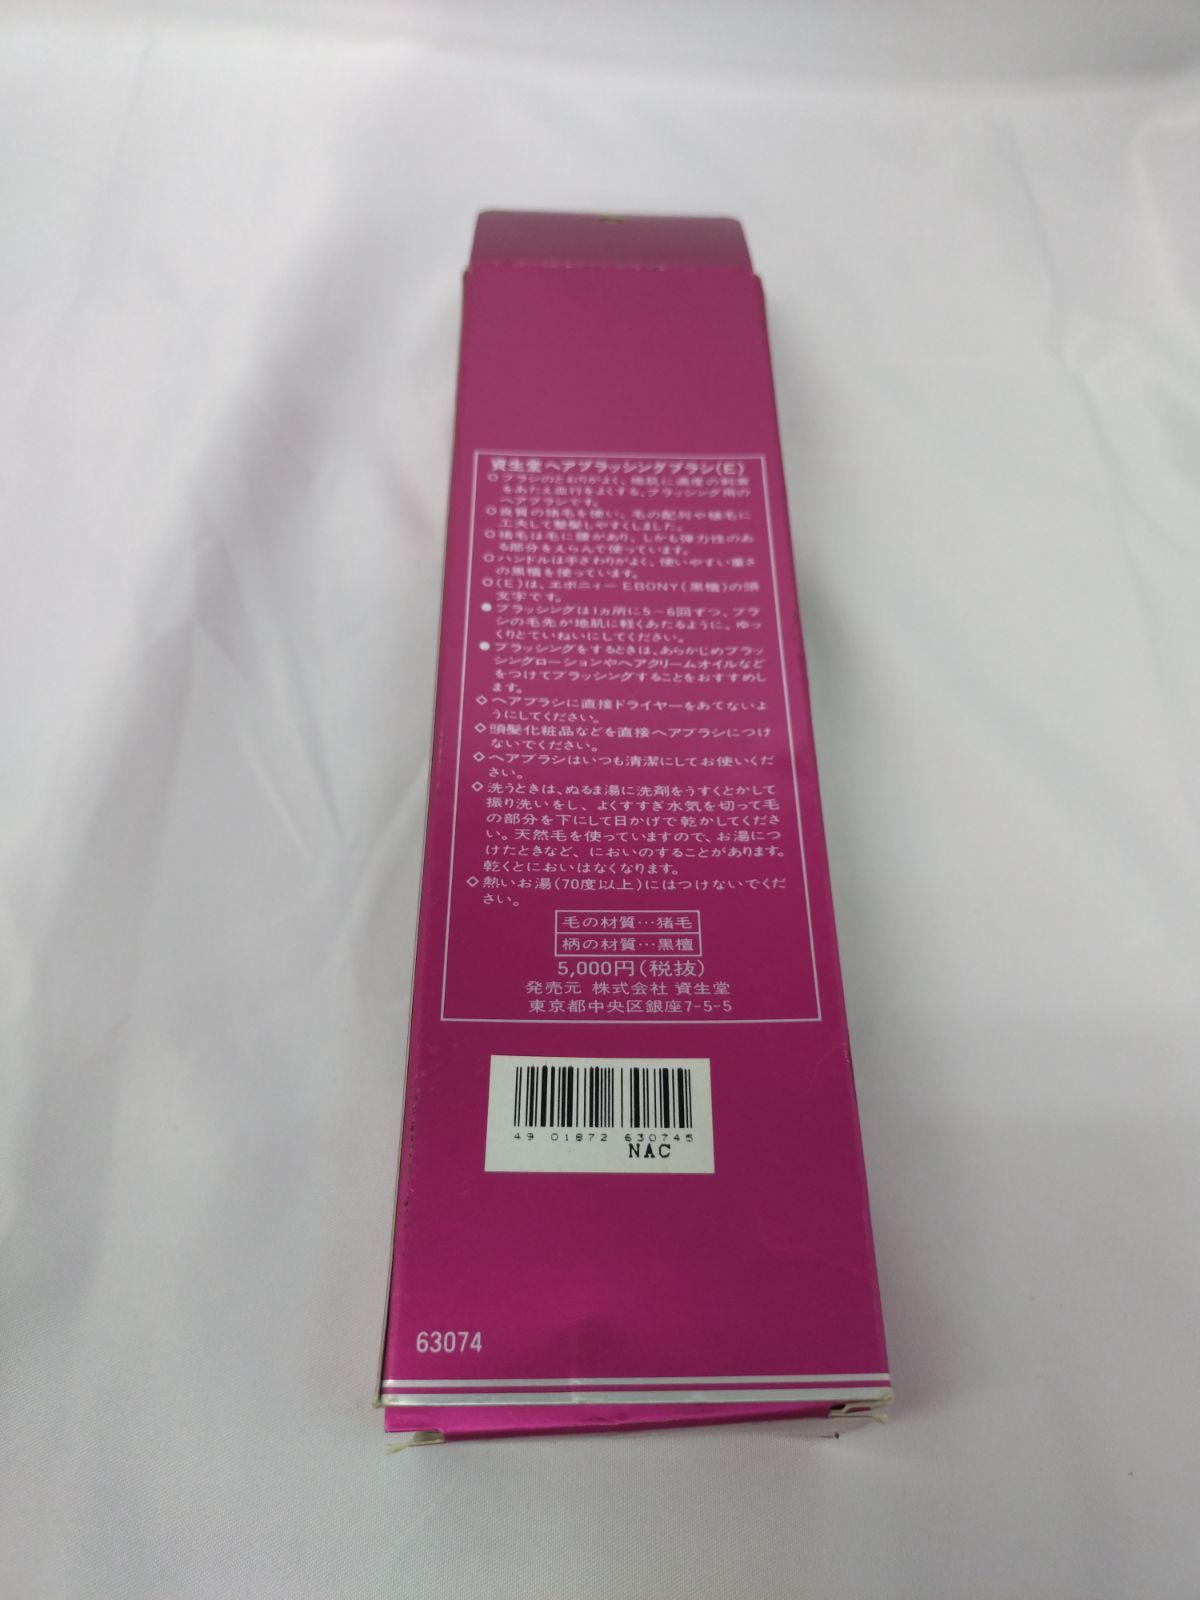 資生堂ヘアブラッシングブラシ(E)
○ブラシのとおりがよく、地肌に適度の刺激
をあたえ血行をよくする、ブラッシング用の
ヘアブラシです。
○良質の猪毛を使い、毛の配列や植毛に
工夫して整髪しやすくしました。
○猪毛は毛に腰があり、しかも弾力性のあ
る部分をえらんで使っています。
○ハンドルは手ざわりがよく、使いやすい重さ
の黒檀を使っています。
○(E)は、エボニィーEBONY(黒檀)の頭
文字です。
●ブラッシングは1ヵ所に5～6回ずつ、ブラ
シの毛先が地肌に軽くあたるように、ゆっ
くりとていねいにしてください。
●ブラッシングをするときは、あらかじめブラッ
シングローションやヘアクリームオイルなど
をつけてブラッシングすることをおすすめし
ます。
◇ヘアブラシに直接ドライヤーをあてないよ
うにしてください。
◇頭髪化粧品などを直接ヘアブラシにつけ
ないでください。
◇ヘアブラシはいつも清潔にしてお使いくだ
さい。
◇洗うときは、ぬるま湯に洗剤をうすくとかして
振り洗いをし、よくすすぎ水気を切って毛
の部分を下にして日かげで乾かしてくださ
い。天然毛を使っていますので、お湯につ
けたときなど、においのすることがあります。
乾くとにおいはなくなります。
◇熱いお湯(70度以上)にはつけないでくだ
さい。
毛の材質…猪毛
柄の材質…黒檀
5,000円(税抜)
発売元 株式会社 資生堂
東京都中央区銀座7-5-5
49 01872 630745
NAC
63074